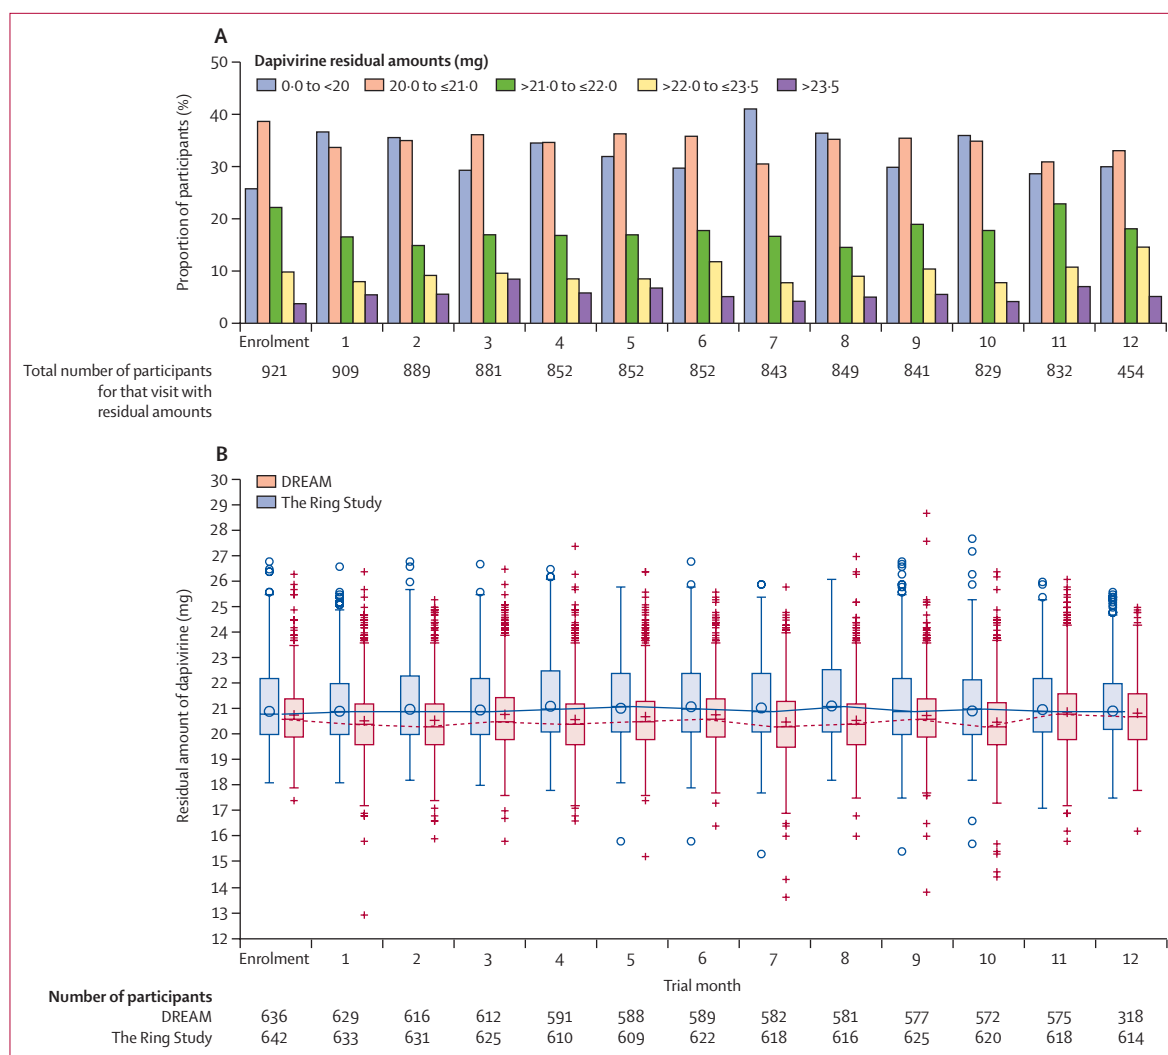 A
Dapivirine residual amounts (mg)
0·0 to <20 20·0 to ≤21·0 >21·0 to ≤22·0 >22·0 to ≤23·5 >23·5
Proportion of participants (%)
50
40
30
20
10
0
Enrolment 1 2 3 4 5 6 7 8 9 10 11 12
Total number of participants 921 909 889 881 852 852 852 843 849 841 829 832 454
for that visit with
residual amounts
B
DREAM
The Ring Study
Residual amount of dapivirine (mg)
30
29
28
27
26
25
24
23
22
21
20
19
18
17
16
15
14
13
12
Enrolment 1 2 3 4 5 6 7 8 9 10 11 12
Trial month
Number of participants
DREAM 636 629 616 612 591 588 589 582 581 577 572 575 318
The Ring Study 642 633 631 625 610 609 622 618 616 625 620 618 614